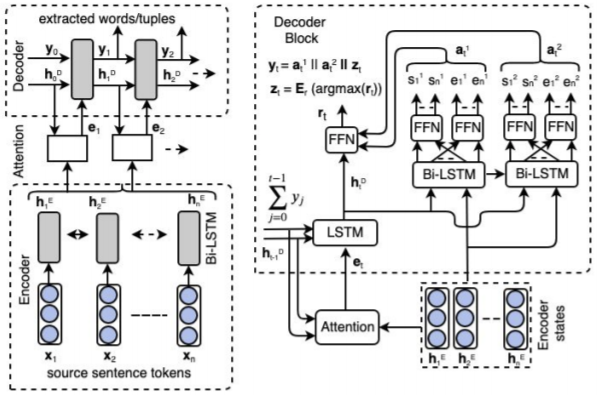 extracted words/tuples
Decoder
y₀ y₁ y₂
h₀ᴰ h₁ᴰ h₂ᴰ
e₁ e₂
Attention
h₁ᴱ h₂ᴱ hₙᴱ
Encoder
Bi-LSTM
x₁ x₂ xₙ
source sentence tokens
Decoder
Block
yₜ = aₜ¹ || aₜ² || zₜ
zₜ = Eᵣ (argmax(rₜ))
rₜ
FFN
aₜ¹ aₜ²
s₁¹ sₙ¹ e₁¹ eₙ¹ s₁² sₙ² e₁² eₙ²
FFN FFN FFN FFN
Bi-LSTM Bi-LSTM
hₜᴰ
t−1
∑ yⱼ
j=0
LSTM
hₜ₋₁ᴰ
eₜ
Attention
h₁ᴱ h₂ᴱ hₙᴱ
Encoder
states